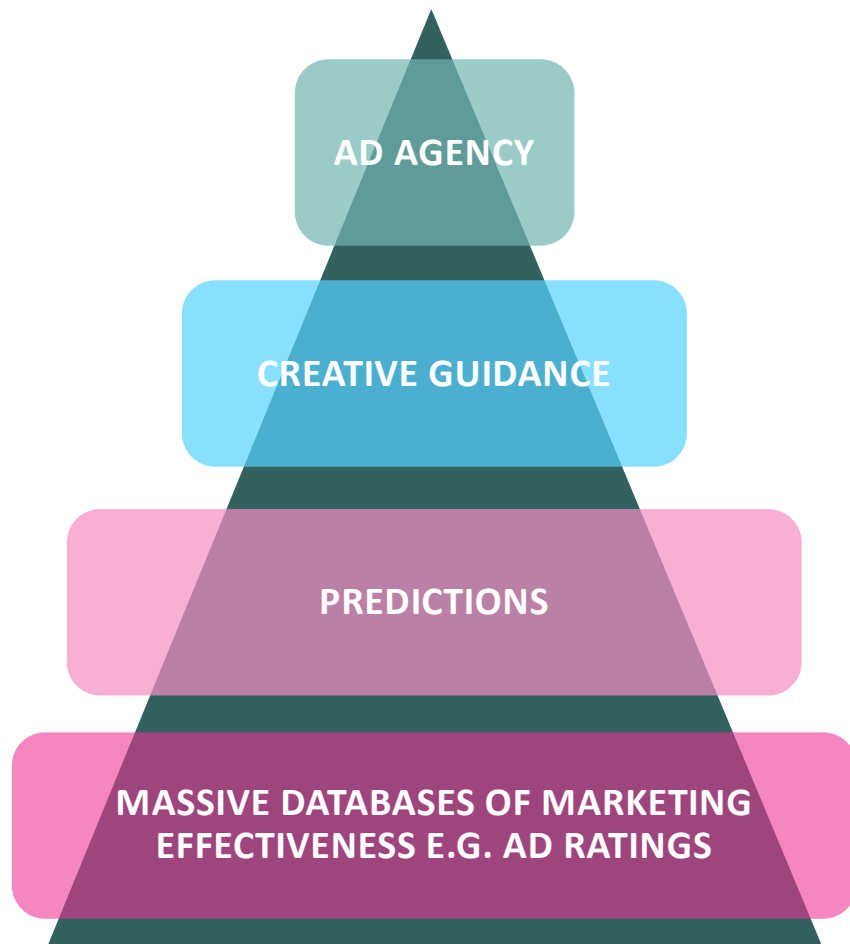 AD AGENCY
CREATIVE GUIDANCE
PREDICTIONS
MASSIVE DATABASES OF MARKETING
EFFECTIVENESS E.G. AD RATINGS